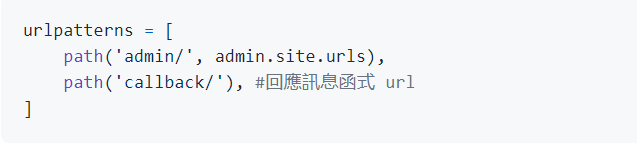 urlpatterns = [
    path('admin/', admin.site.urls),
    path('callback/'), #回應訊息函式 url
]